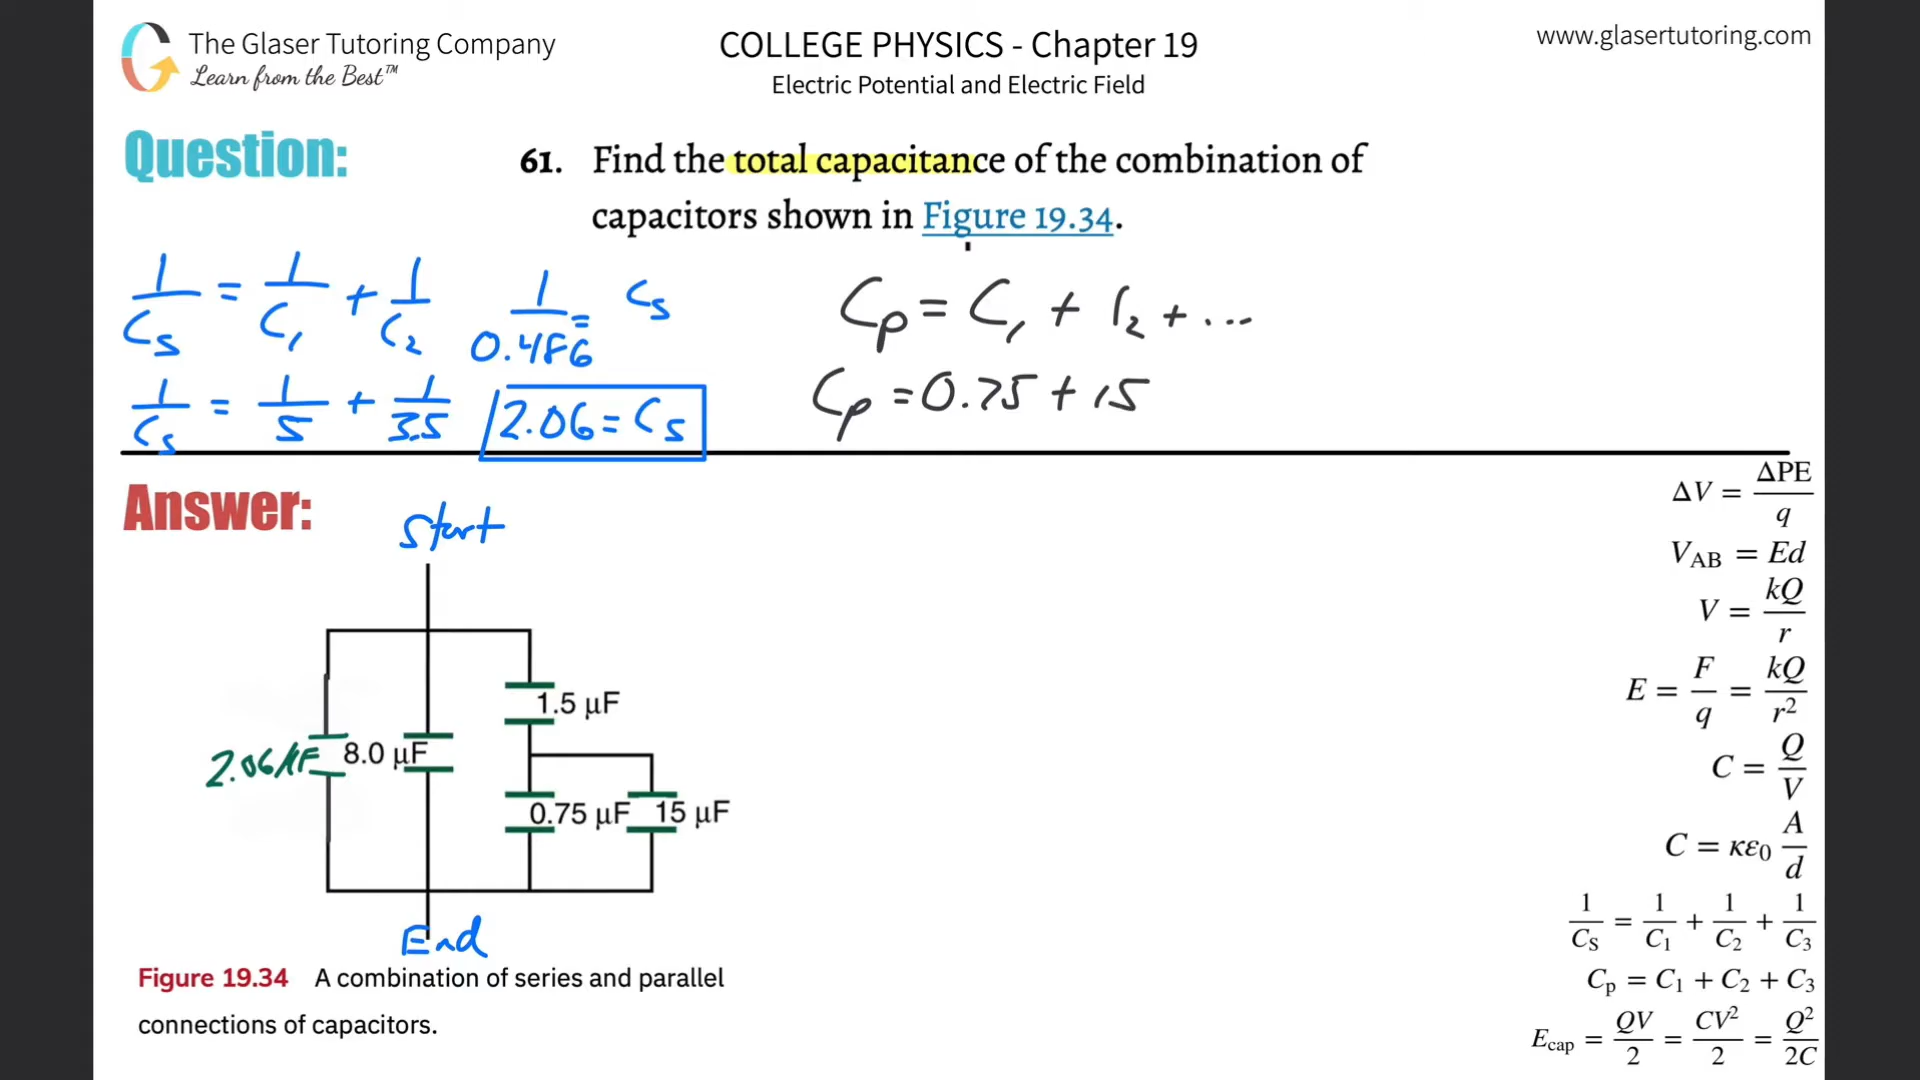 The Glaser Tutoring Company
Learn from the Best™
COLLEGE PHYSICS - Chapter 19
Electric Potential and Electric Field
www.glasertutoring.com
Question:
61. Find the total capacitance of the combination of
capacitors shown in Figure 19.34.
1/Cs = 1/C1 + 1/C2
1/0.486 = Cs
Cp = C1 + C2 + ...
1/Cs = 1/5 + 1/3.5
2.06 = Cs
Cp = 0.75 + 15
Answer:
Start
1.5 µF
2.06µF
8.0 µF
0.75 µF
15 µF
End
Figure 19.34 A combination of series and parallel
connections of capacitors.
ΔV = ΔPE/q
VAB = Ed
V = kQ/r
E = F/q = kQ/r²
C = Q/V
C = κε₀ A/d
1/CS = 1/C1 + 1/C2 + 1/C3
Cp = C1 + C2 + C3
Ecap = QV/2 = CV²/2 = Q²/2C